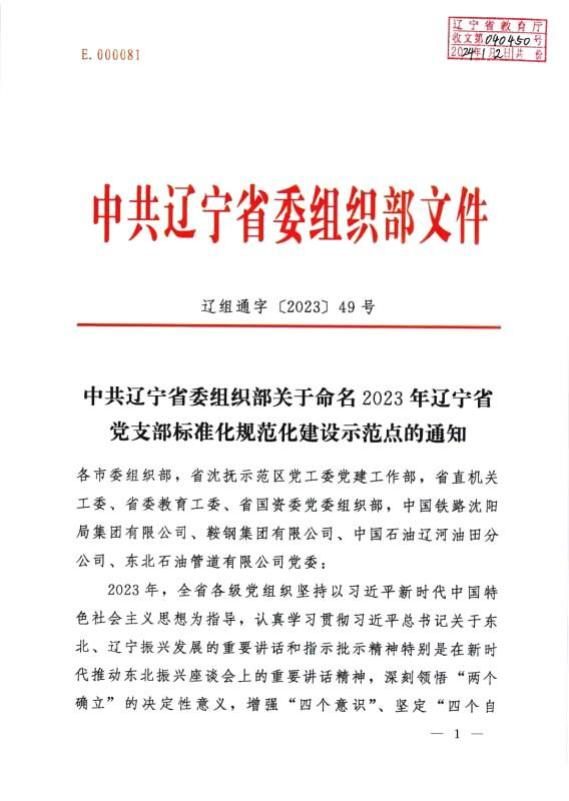 E.000081
辽宁省教育厅
收文第040450号
2024年1月2日共 份
中共辽宁省委组织部文件
辽组通字〔2023〕49号
中共辽宁省委组织部关于命名2023年辽宁省
党支部标准化规范化建设示范点的通知
各市委组织部，省沈抚示范区党工委党建工作部，省直机关
工委、省委教育工委、省国资委党委组织部，中国铁路沈阳
局集团有限公司、鞍钢集团有限公司、中国石油辽河油田分
公司、东北石油管道有限公司党委：
2023年，全省各级党组织坚持以习近平新时代中国特
色社会主义思想为指导，认真学习贯彻习近平总书记关于东
北、辽宁振兴发展的重要讲话和指示批示精神特别是在新时
代推动东北振兴座谈会上的重要讲话精神，深刻领悟“两个
确立”的决定性意义，增强“四个意识”、坚定“四个自
— 1 —